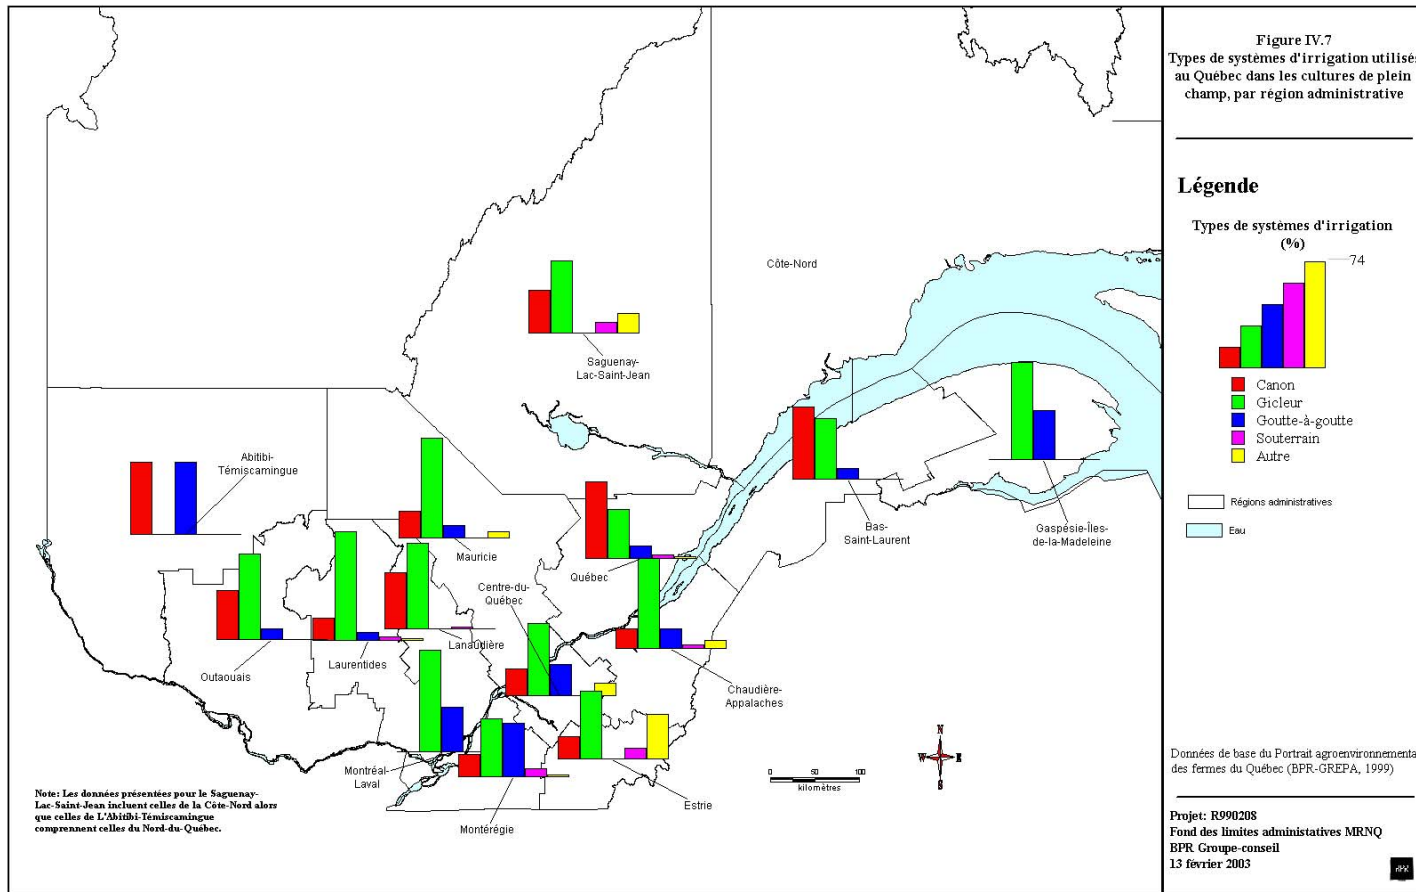 Figure IV.7
Types de systèmes d'irrigation utilisés
au Québec dans les cultures de plein
champ, par région administrative
Légende
Types de systèmes d'irrigation
(%)
74
Canon
Gicleur
Goutte-à-goutte
Souterrain
Autre
Régions administratives
Eau
Côte-Nord
Saguenay-
Lac-Saint-Jean
Abitibi-
Témiscamingue
Mauricie
Québec
Bas-
Saint-Laurent
Gaspésie-Îles-
de-la-Madeleine
Centre-du-
Québec
Outaouais
Laurentides
Lanaudière
Chaudière-
Appalaches
Montréal-
Laval
Montérégie
Estrie
N
W
E
S
0 50 100
kilomètres
Note: Les données présentées pour le Saguenay-
Lac-Saint-Jean incluent celles de la Côte-Nord alors
que celles de L'Abitibi-Témiscamingue
comprennent celles du Nord-du-Québec.
Données de base du Portrait agroenvironnementa
des fermes du Québec (BPR-GREPA, 1999)
Projet: R990208
Fond des limites administatives MRNQ
BPR Groupe-conseil
13 février 2003